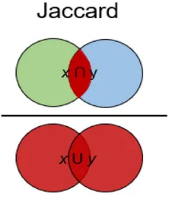 Jaccard
x ∩ y
x ∪ y